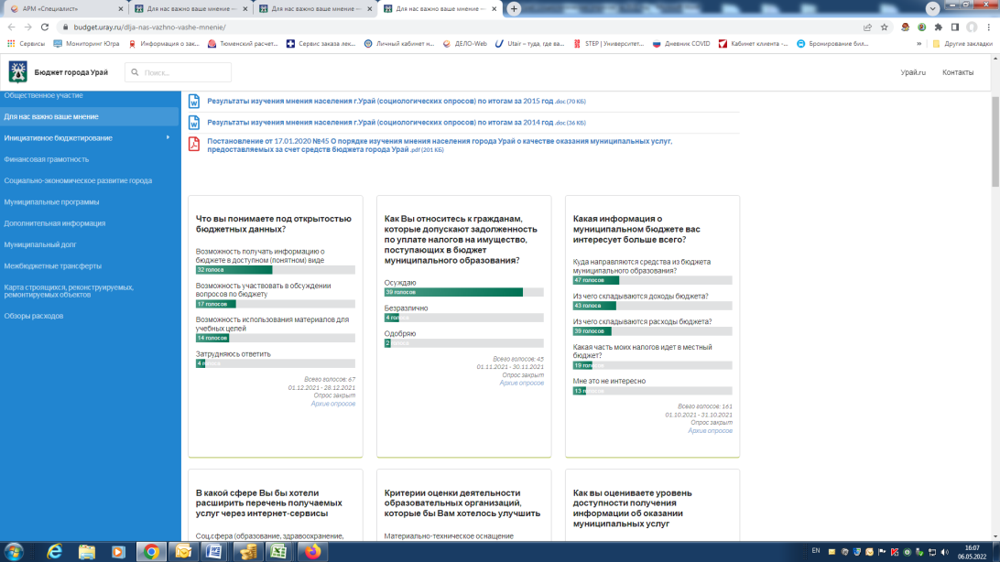 АРМ «Специалист»
Для нас важно ваше мнение —
Для нас важно ваше мнение —
Для нас важно ваше мнение —
budget.uray.ru/dlja-nas-vazhno-vashe-mnenie/
Сервисы
Мониторинг Югра
Информация о зак...
Тюменский расчет...
Сервис заказа лек...
Личный кабинет н...
ДЕЛО-Web
Utair – туда, где ва...
STEP | Университет...
Дневник COVID
Кабинет клиента -...
Бронирование бил...
»
Другие закладки
Бюджет города Урай
Поиск...
Урай.ru
Контакты
Общественное участие
Для нас важно ваше мнение
Инициативное бюджетирование
Финансовая грамотность
Социально-экономическое развитие города
Муниципальные программы
Дополнительная информация
Муниципальный долг
Межбюджетные трансферты
Карта строящихся, реконструируемых,
ремонтируемых объектов
Обзоры расходов
Результаты изучения мнения населения г.Урай (социологических опросов) по итогам за 2015 год .doc (70 КБ)
Результаты изучения мнения населения г.Урай (социологических опросов) по итогам за 2014 год .doc (36 КБ)
Постановление от 17.01.2020 №45 О порядке изучения мнения населения города Урай о качестве оказания муниципальных услуг,
предоставляемых за счет средств бюджета города Урай .pdf (201 КБ)
Что вы понимаете под открытостью
бюджетных данных?
Возможность получать информацию о
бюджете в доступном (понятном) виде
32 голоса
Возможность участвовать в обсуждении
вопросов по бюджету
17 голосов
Возможность использования материалов для
учебных целей
14 голосов
Затрудняюсь ответить
4 голоса
Всего голосов: 67
01.12.2021 - 28.12.2021
Опрос закрыт
Архив опросов
Как Вы относитесь к гражданам,
которые допускают задолженность
по уплате налогов на имущество,
поступающих в бюджет
муниципального образования?
Осуждаю
39 голосов
Безразлично
4 голоса
Одобряю
2 голоса
Всего голосов: 45
01.11.2021 - 30.11.2021
Опрос закрыт
Архив опросов
Какая информация о
муниципальном бюджете вас
интересует больше всего?
Куда направляются средства из бюджета
муниципального образования?
47 голосов
Из чего складываются доходы бюджета?
43 голосов
Из чего складываются расходы бюджета?
39 голосов
Какая часть моих налогов идет в местный
бюджет?
19 голосов
Мне это не интересно
13 голосов
Всего голосов: 161
01.10.2021 - 31.10.2021
Опрос закрыт
Архив опросов
В какой сфере Вы бы хотели
расширить перечень получаемых
услуг через интернет-сервисы
Соц.сфера (образование, здравоохранение,
Критерии оценки деятельности
образовательных организаций,
которые бы Вам хотелось улучшить
Материально-техническое оснащение
Как вы оцениваете уровень
доступности получения
информации об оказании
муниципальных услуг
EN
16:07
06.05.2022